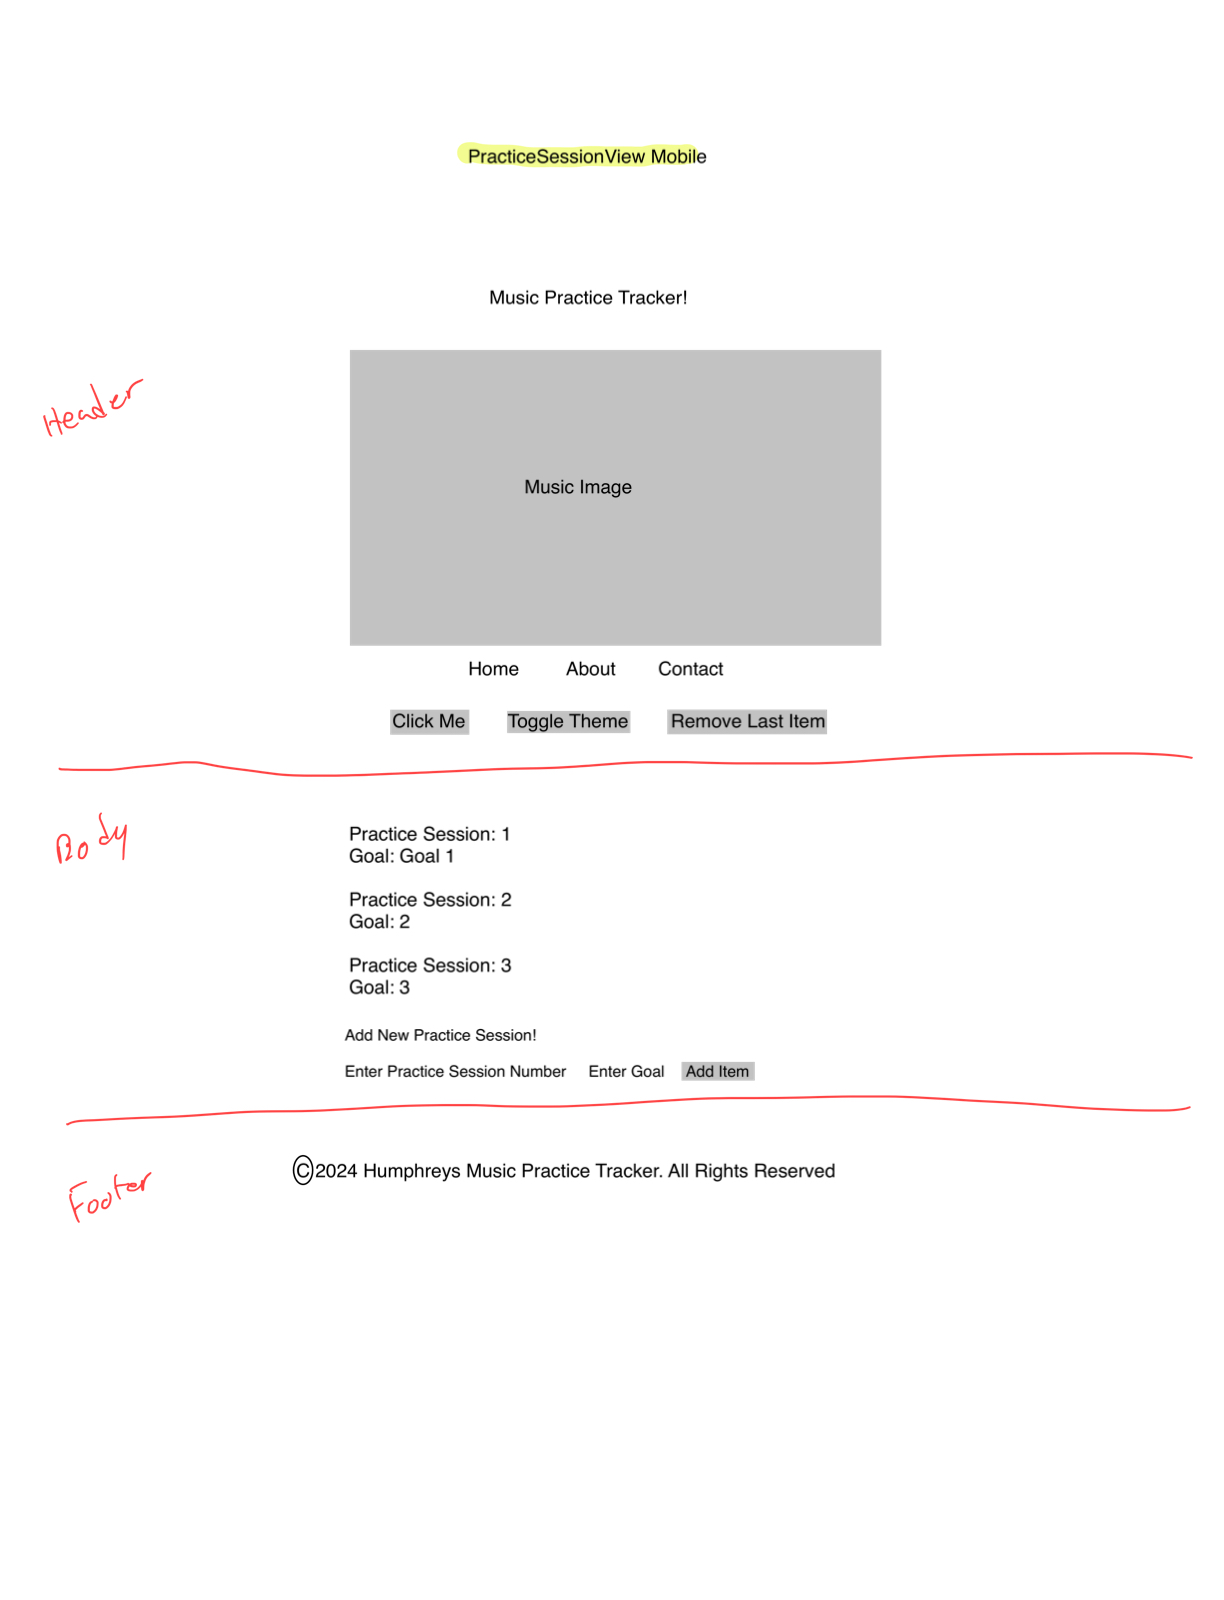 PracticeSessionView Mobile
Music Practice Tracker!
Header
Music Image
Home About Contact
Click Me Toggle Theme Remove Last Item
Body
Practice Session: 1
Goal: Goal 1
Practice Session: 2
Goal: 2
Practice Session: 3
Goal: 3
Add New Practice Session!
Enter Practice Session Number Enter Goal Add Item
©2024 Humphreys Music Practice Tracker. All Rights Reserved
Footer